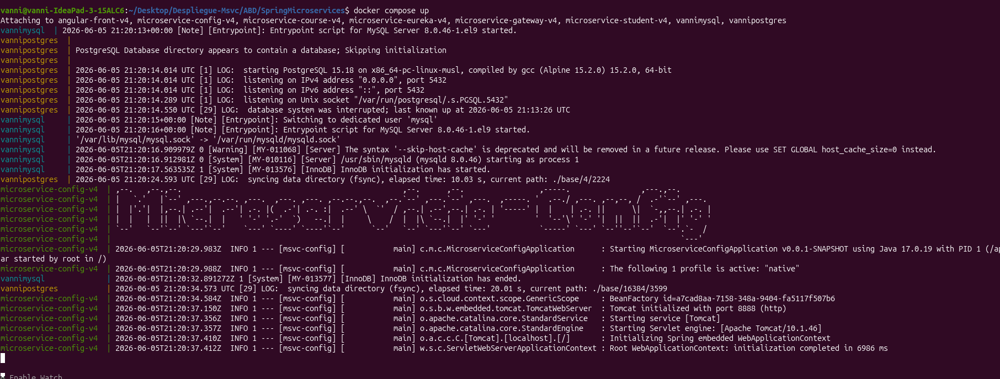 vanni@vanni-IdeaPad-3-15ALC6:~/Desktop/Despliegue-Msvc/ABD/SpringMicroservices$ docker compose up
Attaching to angular-front-v4, microservice-config-v4, microservice-course-v4, microservice-eureka-v4, microservice-gateway-v4, microservice-student-v4, vannimysql, vannipostgres
vannimysql  | 2026-06-05 21:20:13+00:00 [Note] [Entrypoint]: Entrypoint script for MySQL Server 8.0.46-1.el9 started.
vannipostgres  |
vannipostgres  | PostgreSQL Database directory appears to contain a database; Skipping initialization
vannipostgres  |
vannipostgres  | 2026-06-05 21:20:14.014 UTC [1] LOG:  starting PostgreSQL 15.18 on x86_64-pc-linux-musl, compiled by gcc (Alpine 15.2.0) 15.2.0, 64-bit
vannipostgres  | 2026-06-05 21:20:14.014 UTC [1] LOG:  listening on IPv4 address "0.0.0.0", port 5432
vannipostgres  | 2026-06-05 21:20:14.014 UTC [1] LOG:  listening on IPv6 address "::", port 5432
vannipostgres  | 2026-06-05 21:20:14.289 UTC [1] LOG:  listening on Unix socket "/var/run/postgresql/.s.PGSQL.5432"
vannipostgres  | 2026-06-05 21:20:14.550 UTC [29] LOG:  database system was interrupted; last known up at 2026-06-05 21:13:26 UTC
vannimysql     | 2026-06-05 21:20:15+00:00 [Note] [Entrypoint]: Switching to dedicated user 'mysql'
vannimysql     | 2026-06-05 21:20:16+00:00 [Note] [Entrypoint]: Entrypoint script for MySQL Server 8.0.46-1.el9 started.
vannimysql     | '/var/lib/mysql/mysql.sock' -> '/var/run/mysqld/mysqld.sock'
vannimysql     | 2026-06-05T21:20:16.909979Z 0 [Warning] [MY-011068] [Server] The syntax '--skip-host-cache' is deprecated and will be removed in a future release. Please use SET GLOBAL host_cache_size=0 instead.
vannimysql     | 2026-06-05T21:20:16.912981Z 0 [System] [MY-010116] [Server] /usr/sbin/mysqld (mysqld 8.0.46) starting as process 1
vannimysql     | 2026-06-05T21:20:17.563535Z 1 [System] [MY-013576] [InnoDB] InnoDB initialization has started.
vannipostgres  | 2026-06-05 21:20:24.593 UTC [29] LOG:  syncing data directory (fsync), elapsed time: 10.03 s, current path: ./base/4/2224
microservice-config-v4  |
microservice-config-v4  |
microservice-config-v4  |
microservice-config-v4  |
microservice-config-v4  |
microservice-config-v4  |
microservice-config-v4  | 2026-06-05T21:20:29.983Z  INFO 1 --- [msvc-config] [           main] c.m.c.MicroserviceConfigApplication      : Starting MicroserviceConfigApplication v0.0.1-SNAPSHOT using Java 17.0.19 with PID 1 (/ap
ar started by root in /)
microservice-config-v4  | 2026-06-05T21:20:29.988Z  INFO 1 --- [msvc-config] [           main] c.m.c.MicroserviceConfigApplication      : The following 1 profile is active: "native"
vannimysql              | 2026-06-05T21:20:32.891272Z 1 [System] [MY-013577] [InnoDB] InnoDB initialization has ended.
vannipostgres           | 2026-06-05 21:20:34.573 UTC [29] LOG:  syncing data directory (fsync), elapsed time: 20.01 s, current path: ./base/16384/3599
microservice-config-v4  | 2026-06-05T21:20:34.584Z  INFO 1 --- [msvc-config] [           main] o.s.cloud.context.scope.GenericScope     : BeanFactory id=a7cad8aa-7158-348a-9404-fa5117f507b6
microservice-config-v4  | 2026-06-05T21:20:37.150Z  INFO 1 --- [msvc-config] [           main] o.s.b.w.embedded.tomcat.TomcatWebServer  : Tomcat initialized with port 8888 (http)
microservice-config-v4  | 2026-06-05T21:20:37.356Z  INFO 1 --- [msvc-config] [           main] o.apache.catalina.core.StandardService   : Starting service [Tomcat]
microservice-config-v4  | 2026-06-05T21:20:37.357Z  INFO 1 --- [msvc-config] [           main] o.apache.catalina.core.StandardEngine    : Starting Servlet engine: [Apache Tomcat/10.1.46]
microservice-config-v4  | 2026-06-05T21:20:37.410Z  INFO 1 --- [msvc-config] [           main] o.a.c.c.C.[Tomcat].[localhost].[/]       : Initializing Spring embedded WebApplicationContext
microservice-config-v4  | 2026-06-05T21:20:37.412Z  INFO 1 --- [msvc-config] [           main] w.s.c.ServletWebServerApplicationContext : Root WebApplicationContext: initialization completed in 6986 ms
w Enable Watch